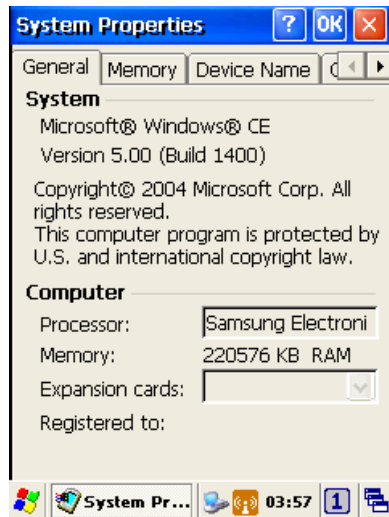 System Properties ? OK
General Memory Device Name
System
Microsoft® Windows® CE
Version 5.00 (Build 1400)
Copyright© 2004 Microsoft Corp. All
rights reserved.
This computer program is protected by
U.S. and international copyright law.
Computer
Processor: Samsung Electroni
Memory: 220576 KB RAM
Expansion cards:
Registered to:
System Pr... 03:57 1